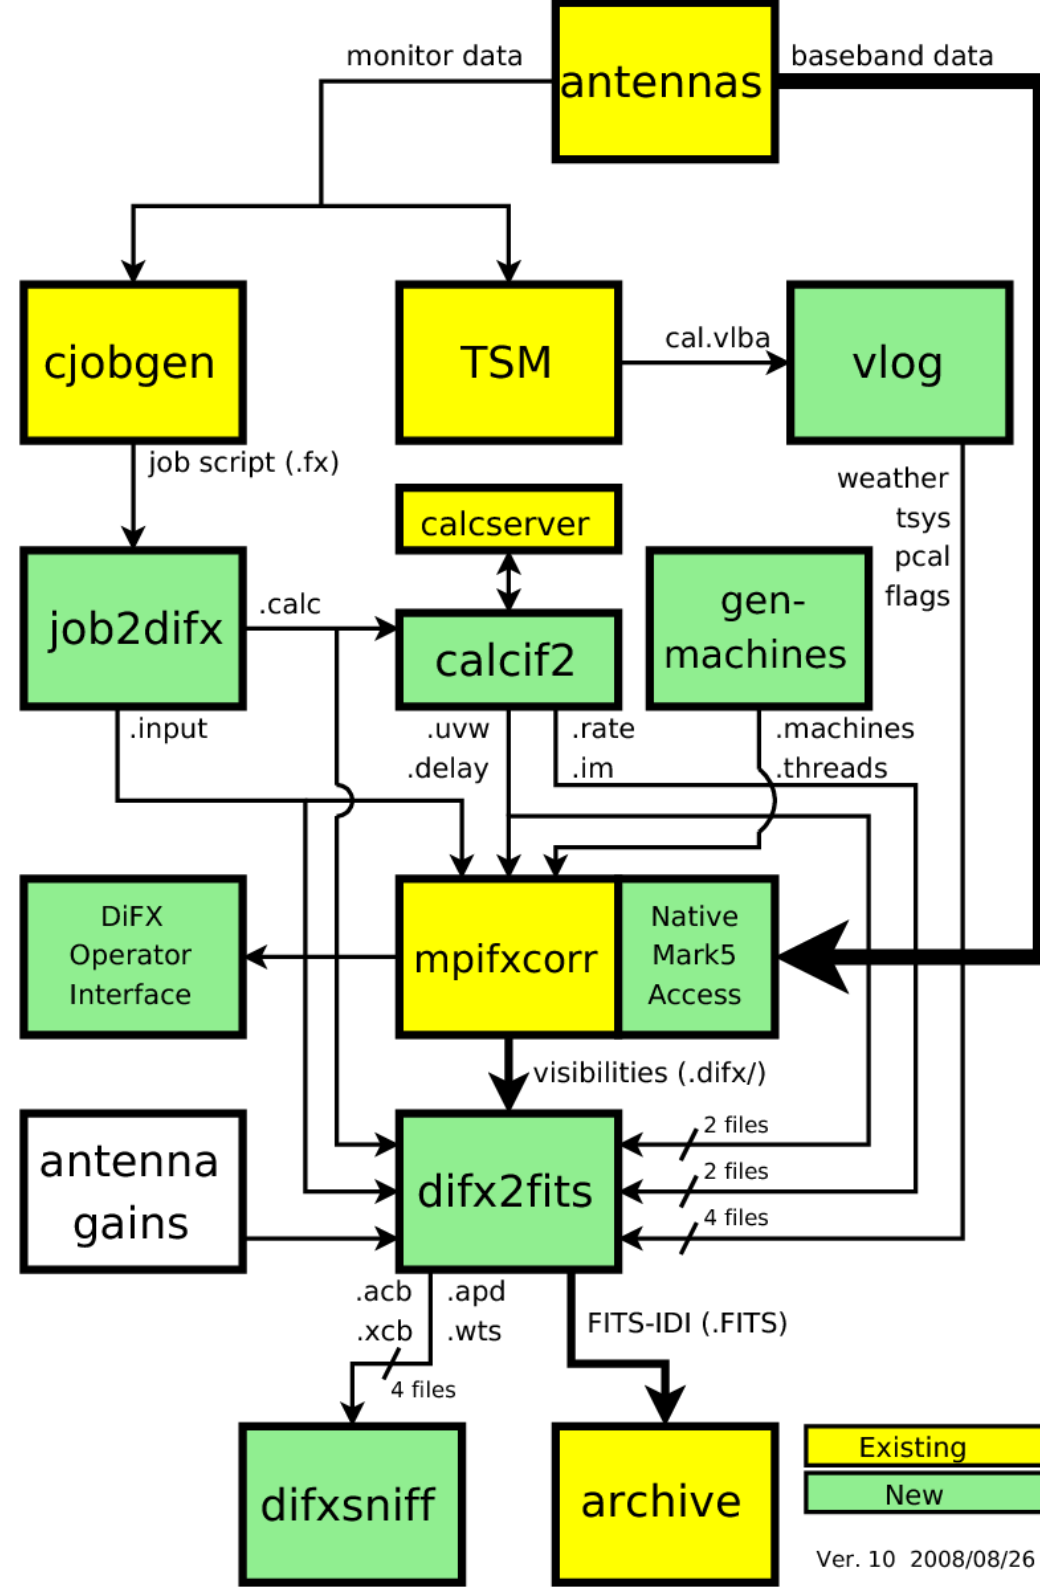 monitor data
antennas
baseband data
cjobgen
TSM
cal.vlba
vlog
job script (.fx)
weather
tsys
pcal
flags
calcserver
job2difx
.calc
calcif2
gen-
machines
.input
.uvw
.delay
.rate
.im
.machines
.threads
DiFX
Operator
Interface
mpifxcorr
Native
Mark5
Access
visibilities (.difx/)
antenna
gains
difx2fits
2 files
2 files
4 files
.acb
.xcb
.apd
.wts
4 files
FITS-IDI (.FITS)
difxsniff
archive
Existing
New
Ver. 10 2008/08/26